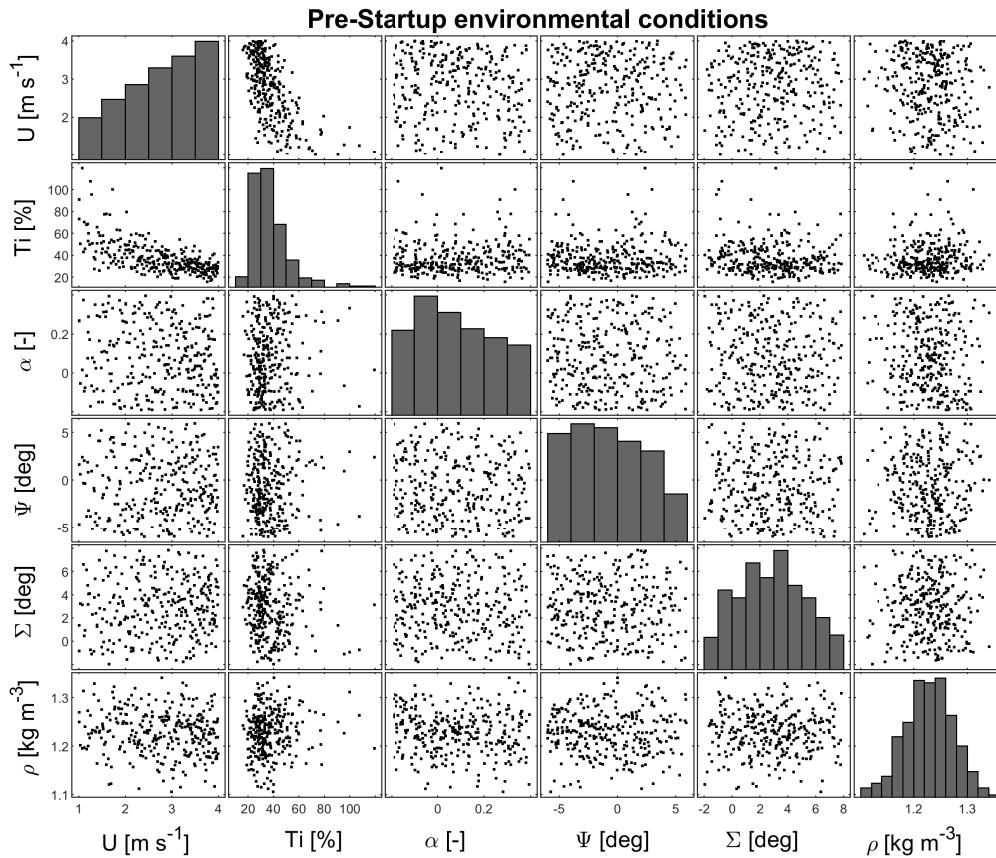 Pre-Startup environmental conditions
U [m s⁻¹]
4
3
2
Ti [%]
100
80
60
40
20
α [-]
0.2
0
Ψ [deg]
5
0
-5
Σ [deg]
6
4
2
0
ρ [kg m⁻³]
1.3
1.2
1.1
1 2 3 4 20 40 60 80 100 0 0.2 -5 0 5 -2 0 2 4 6 8 1.2 1.3
U [m s⁻¹] Ti [%] α [-] Ψ [deg] Σ [deg] ρ [kg m⁻³]